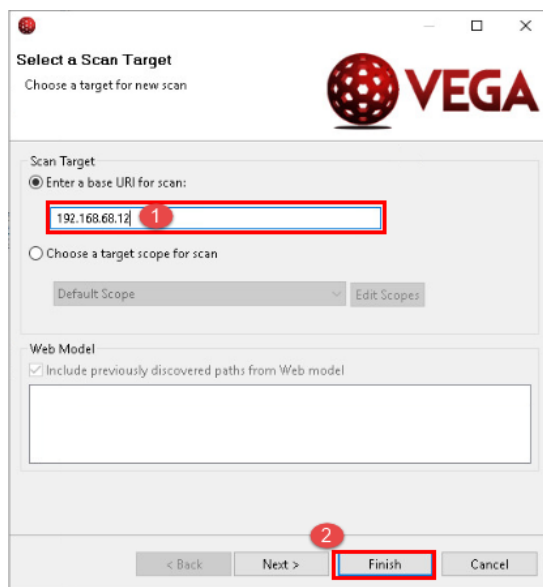 Select a Scan Target
Choose a target for new scan
VEGA
Scan Target
Enter a base URI for scan:
192.168.68.12
1
Choose a target scope for scan
Default Scope
Edit Scopes
Web Model
Include previously discovered paths from Web model
2
< Back
Next >
Finish
Cancel